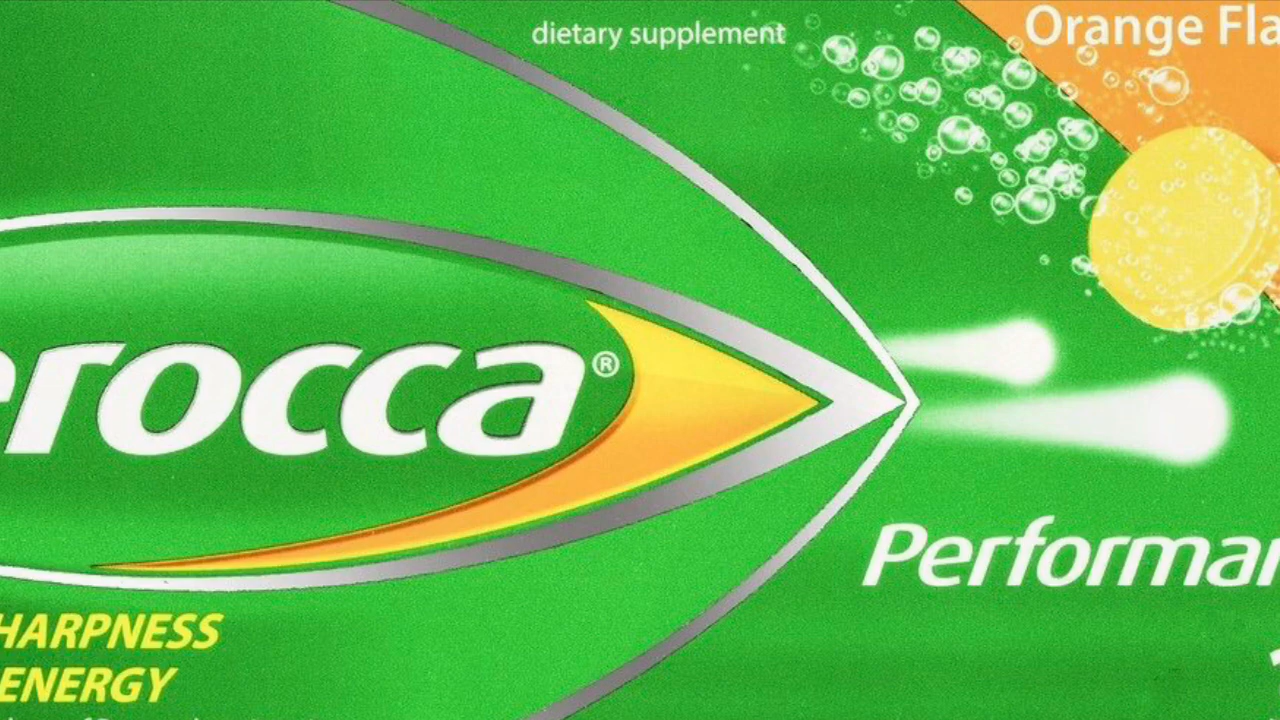 dietary supplement
Orange Fla
erocca®
Performan
HARPNESS
ENERGY